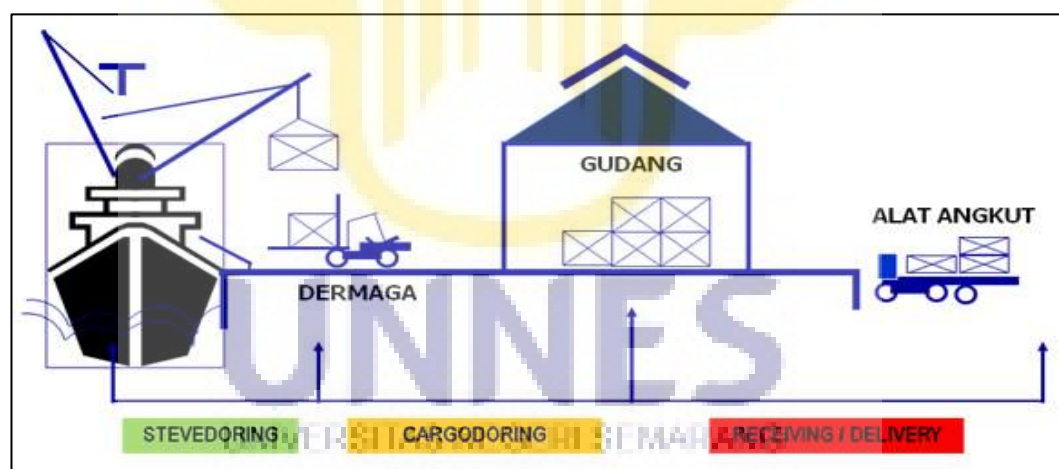 GUDANG
ALAT ANGKUT
DERMAGA
UNNES
UNIVERSITAS NEGERI SEMARANG
STEVEDORING
CARGODORING
RECEIVING / DELIVERY